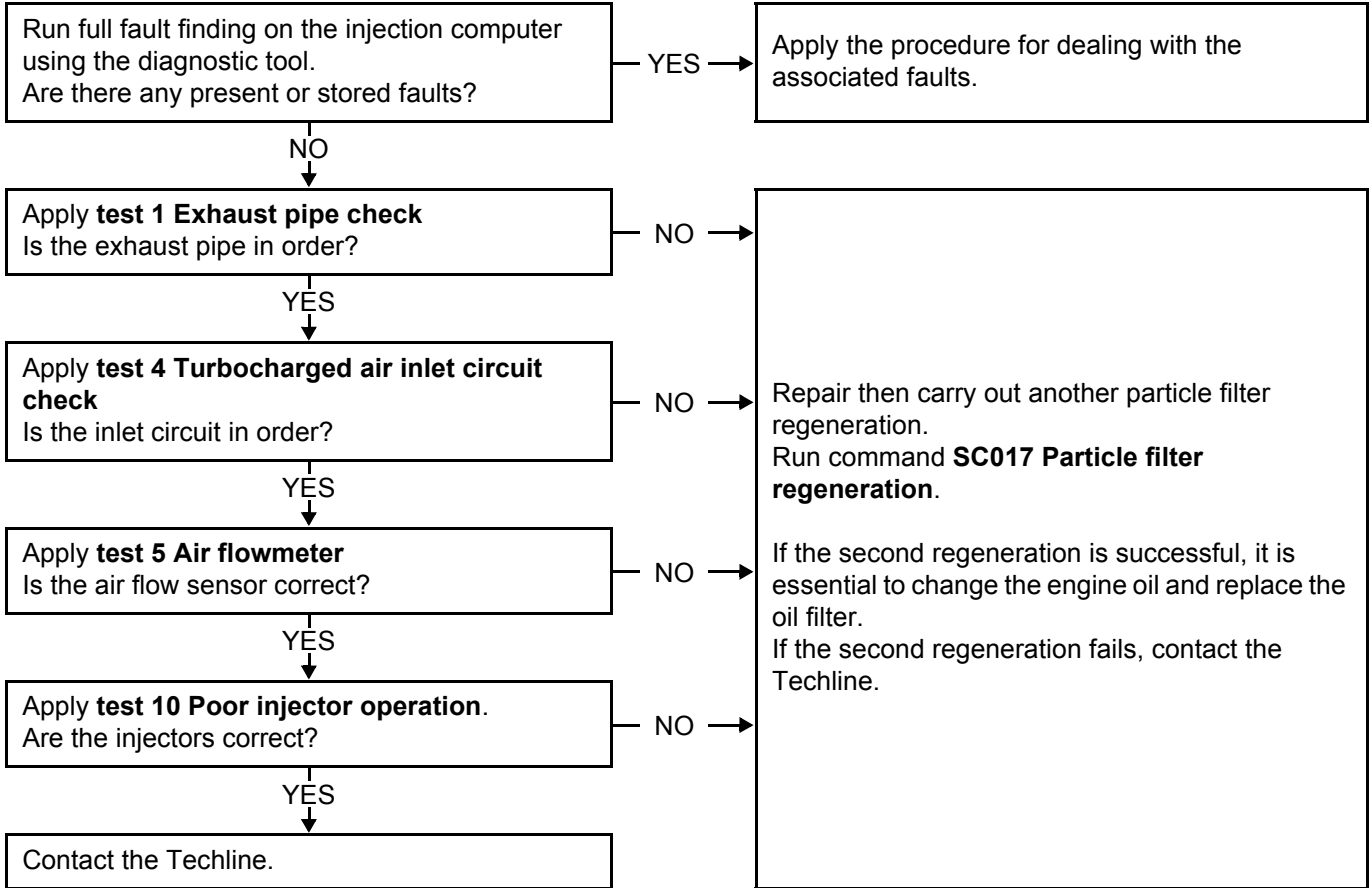 Run full fault finding on the injection computer
using the diagnostic tool.
Are there any present or stored faults?
YES
Apply the procedure for dealing with the
associated faults.
NO
Apply test 1 Exhaust pipe check
Is the exhaust pipe in order?
NO
YES
Apply test 4 Turbocharged air inlet circuit
check
Is the inlet circuit in order?
NO
YES
Apply test 5 Air flowmeter
Is the air flow sensor correct?
NO
YES
Apply test 10 Poor injector operation.
Are the injectors correct?
NO
YES
Contact the Techline.
Repair then carry out another particle filter
regeneration.
Run command SC017 Particle filter
regeneration.
If the second regeneration is successful, it is
essential to change the engine oil and replace the
oil filter.
If the second regeneration fails, contact the
Techline.